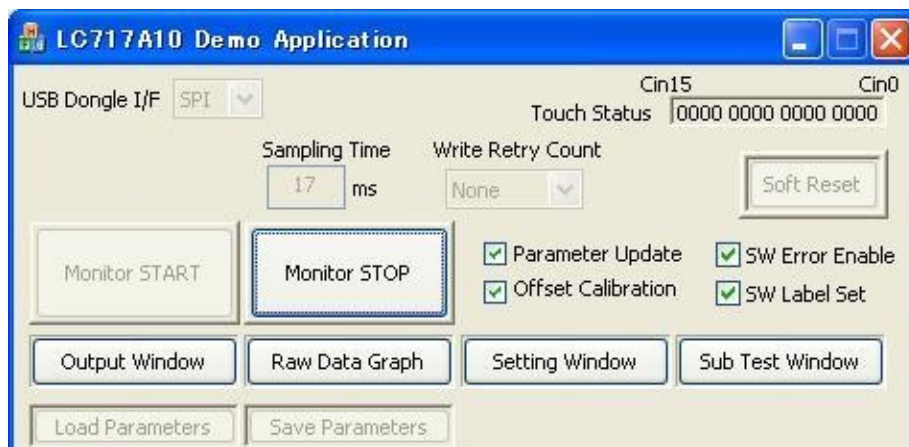 LC717A10 Demo Application
USB Dongle I/F SPI
Cin15 Cin0
Touch Status 0000 0000 0000 0000
Sampling Time Write Retry Count
17 ms None Soft Reset
Monitor START Monitor STOP
Parameter Update SW Error Enable
Offset Calibration SW Label Set
Output Window Raw Data Graph Setting Window Sub Test Window
Load Parameters Save Parameters